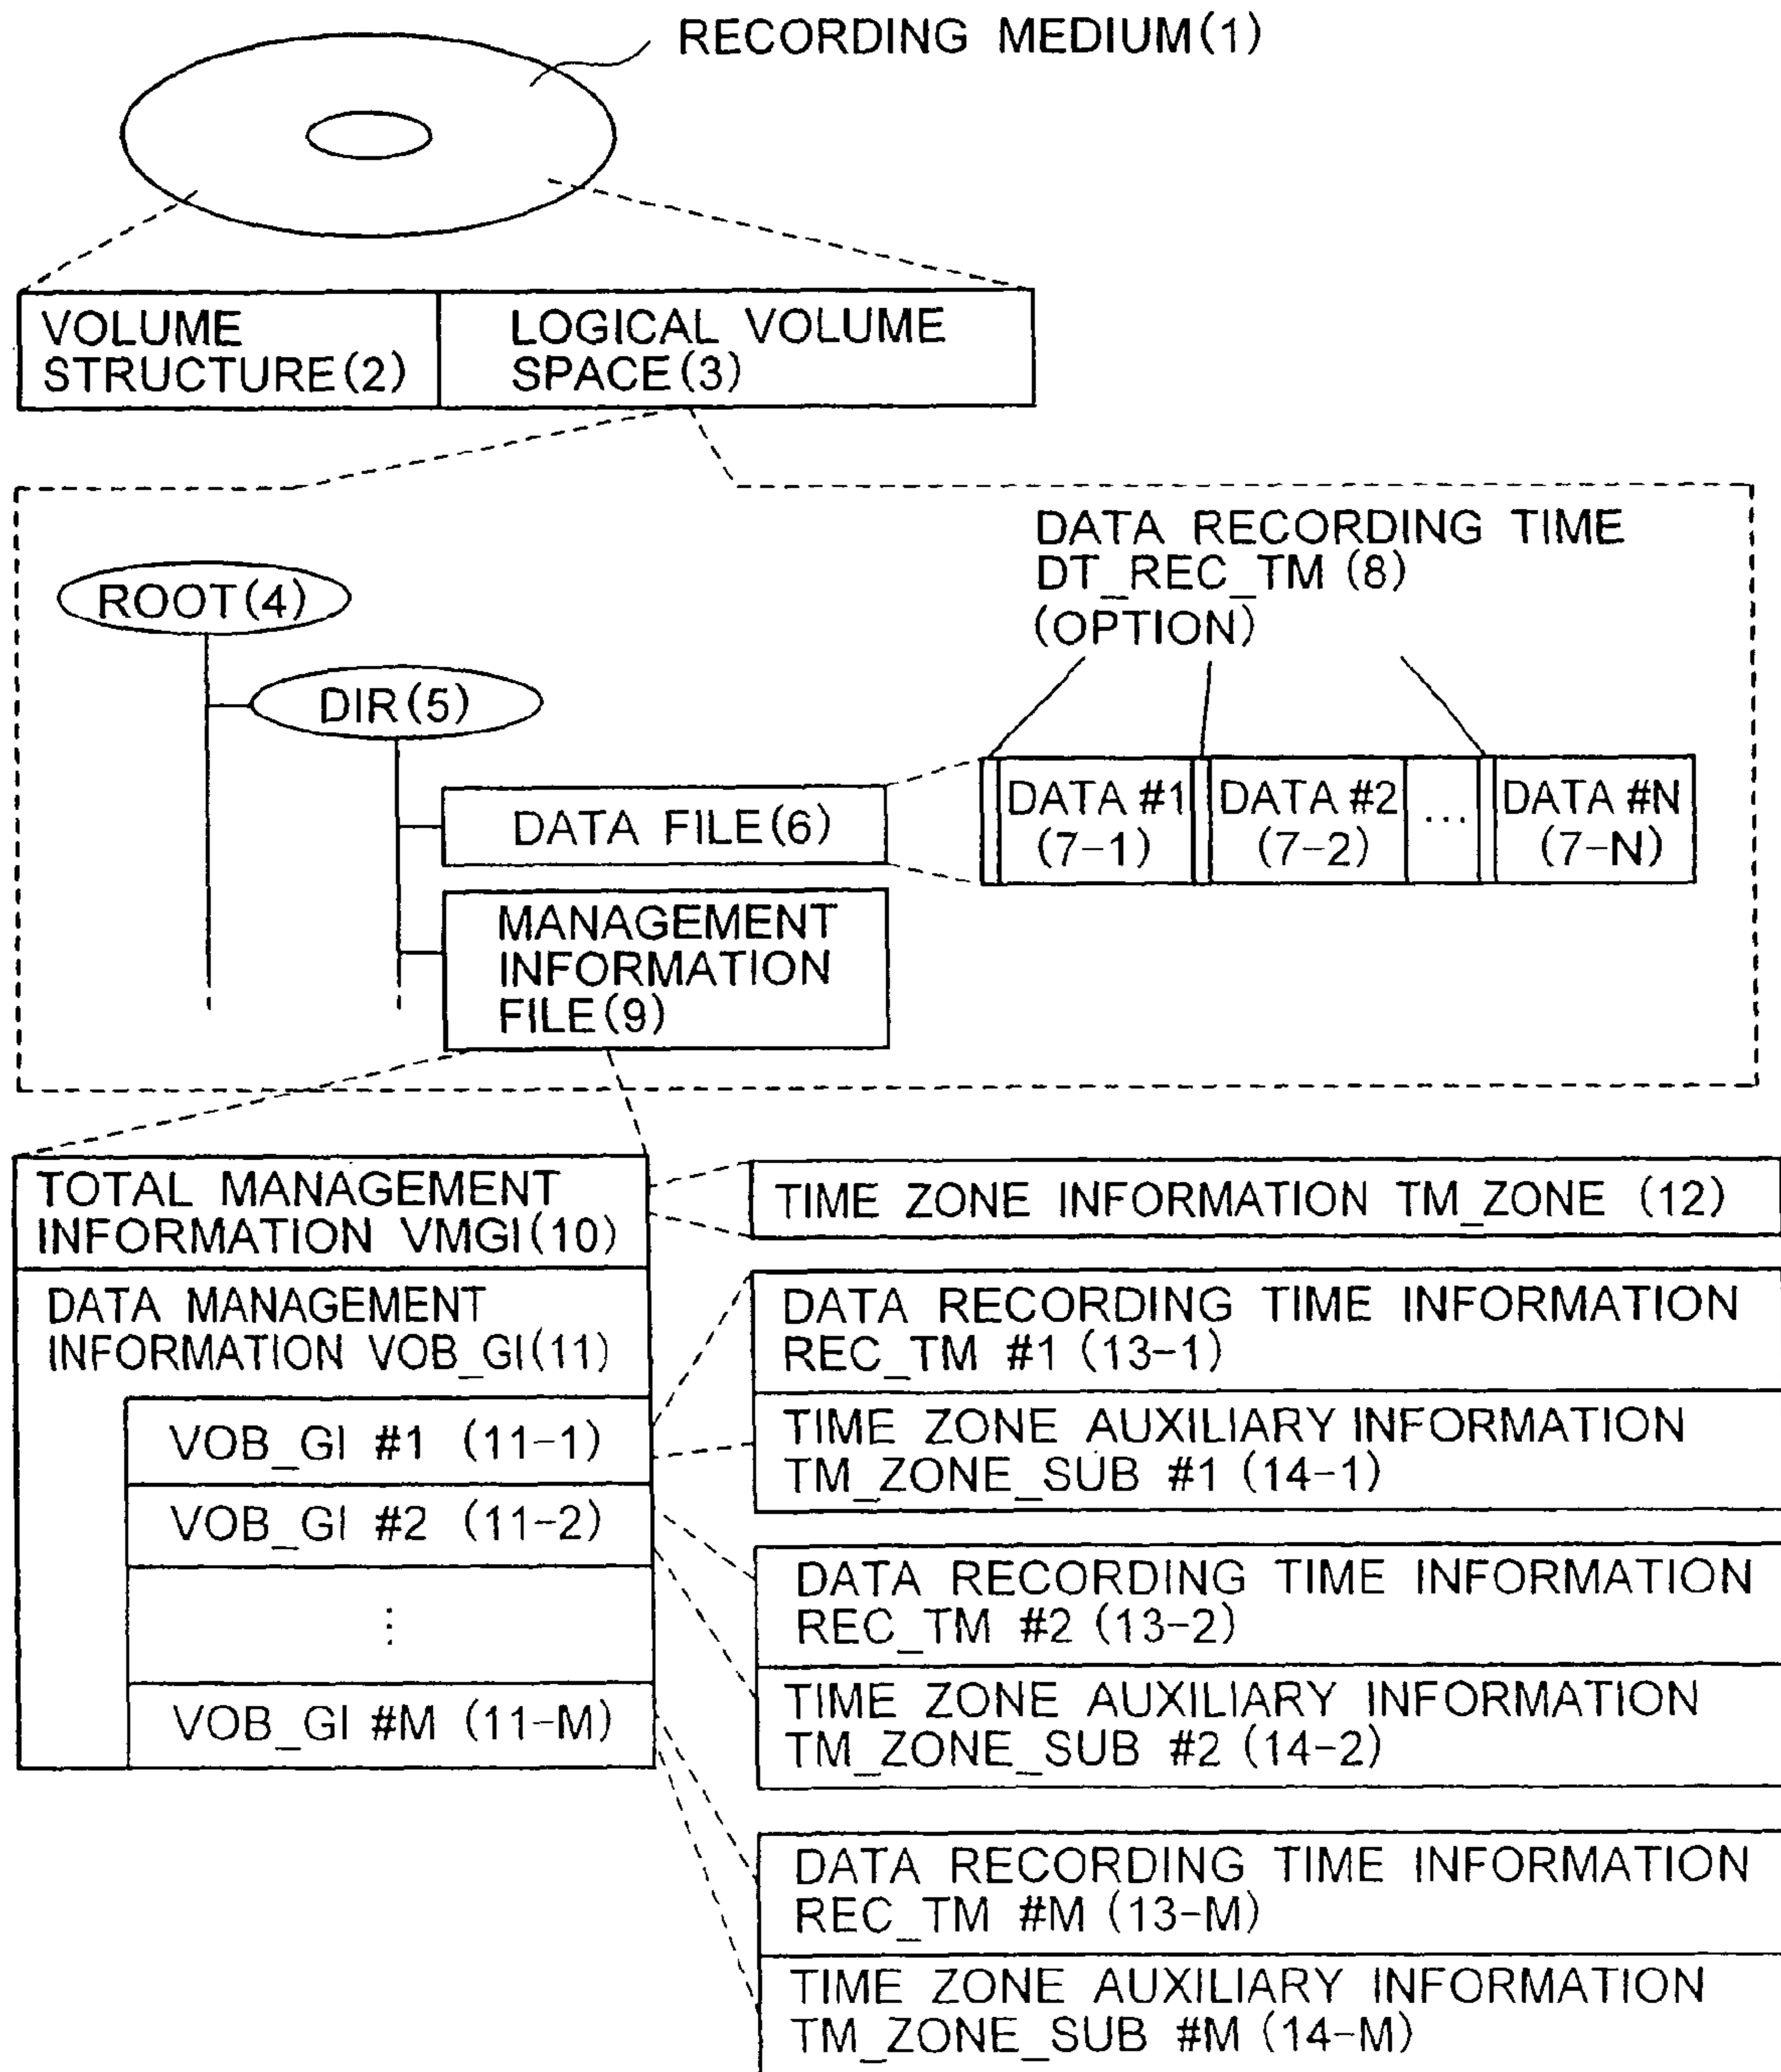 RECORDING MEDIUM(1)
VOLUME
STRUCTURE(2)
LOGICAL VOLUME
SPACE(3)
DATA RECORDING TIME
DT_REC_TM (8)
(OPTION)
ROOT(4)
DIR(5)
DATA FILE(6)
DATA #1
(7-1)
DATA #2
(7-2)
...
DATA #N
(7-N)
MANAGEMENT
INFORMATION
FILE(9)
TOTAL MANAGEMENT
INFORMATION VMGI(10)
TIME ZONE INFORMATION TM_ZONE (12)
DATA MANAGEMENT
INFORMATION VOB_GI(11)
VOB_GI #1 (11-1)
VOB_GI #2 (11-2)
⋮
VOB_GI #M (11-M)
DATA RECORDING TIME INFORMATION
REC_TM #1 (13-1)
TIME ZONE AUXILIARY INFORMATION
TM_ZONE_SUB #1 (14-1)
DATA RECORDING TIME INFORMATION
REC_TM #2 (13-2)
TIME ZONE AUXILIARY INFORMATION
TM_ZONE_SUB #2 (14-2)
DATA RECORDING TIME INFORMATION
REC_TM #M (13-M)
TIME ZONE AUXILIARY INFORMATION
TM_ZONE_SUB #M (14-M)